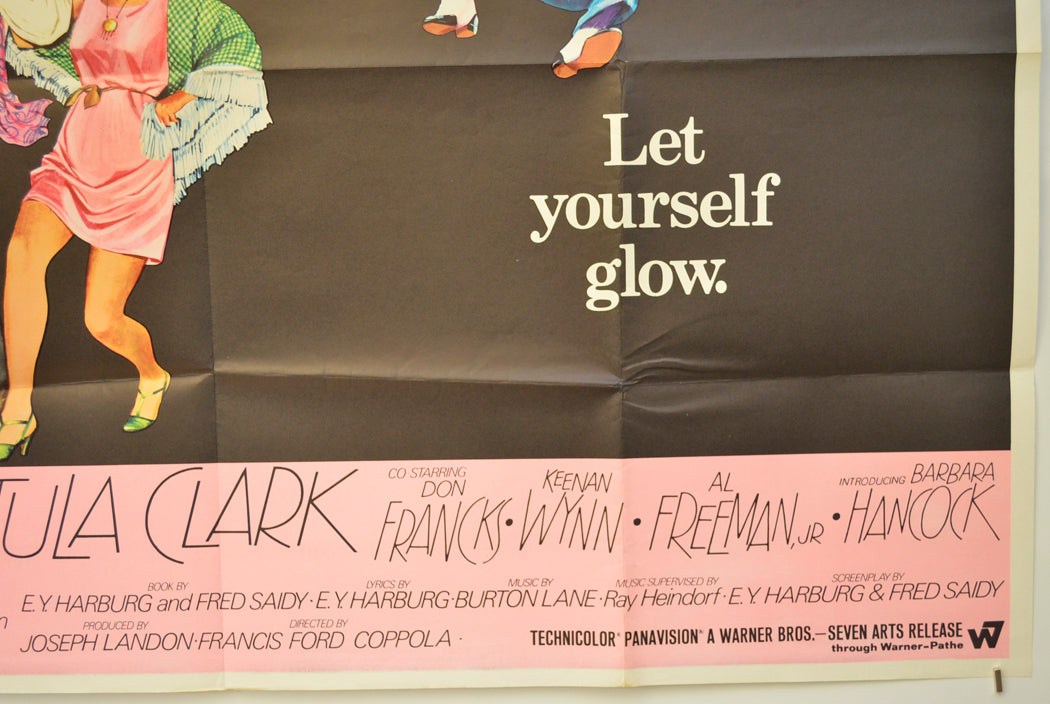 Let
yourself
glow.
TULA CLARK
CO STARRING
DON
FRANCKS •
KEENAN
WYNN •
AL
FREEMAN, JR •
INTRODUCING BARBARA
HANCOCK
BOOK BY
E.Y. HARBURG and FRED SAIDY ·
LYRICS BY
E.Y. HARBURG ·
MUSIC BY
BURTON LANE ·
MUSIC SUPERVISED BY
Ray Heindorf ·
SCREENPLAY BY
E.Y. HARBURG & FRED SAIDY
PRODUCED BY
JOSEPH LANDON ·
DIRECTED BY
FRANCIS FORD COPPOLA ·
TECHNICOLOR® PANAVISION® A WARNER BROS.–SEVEN ARTS RELEASE W7
through Warner-Pathe